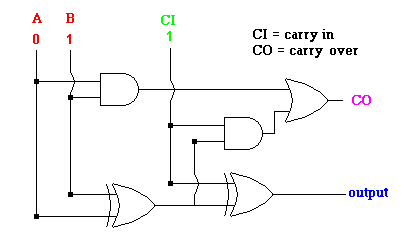 A B CI
0 1 1
CI = carry in
CO = carry over
CO
output